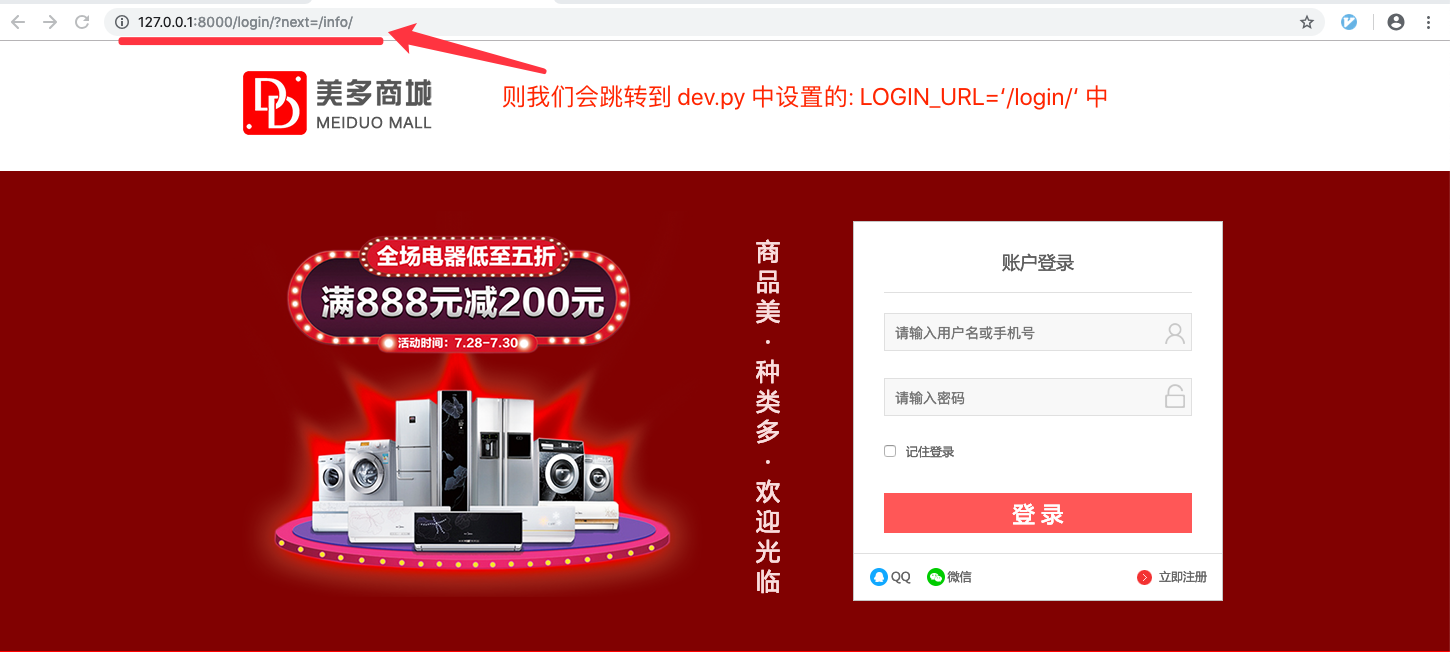 127.0.0.1:8000/login/?next=/info/
则我们会跳转到 dev.py 中设置的: LOGIN_URL=‘/login/‘ 中
DD
美多商城
MEIDUO MALL
全场电器低至五折
满888元减200元
活动时间：7.28-7.30
商品美·种类多·欢迎光临
账户登录
请输入用户名或手机号
请输入密码
记住登录
登录
QQ 微信 立即注册